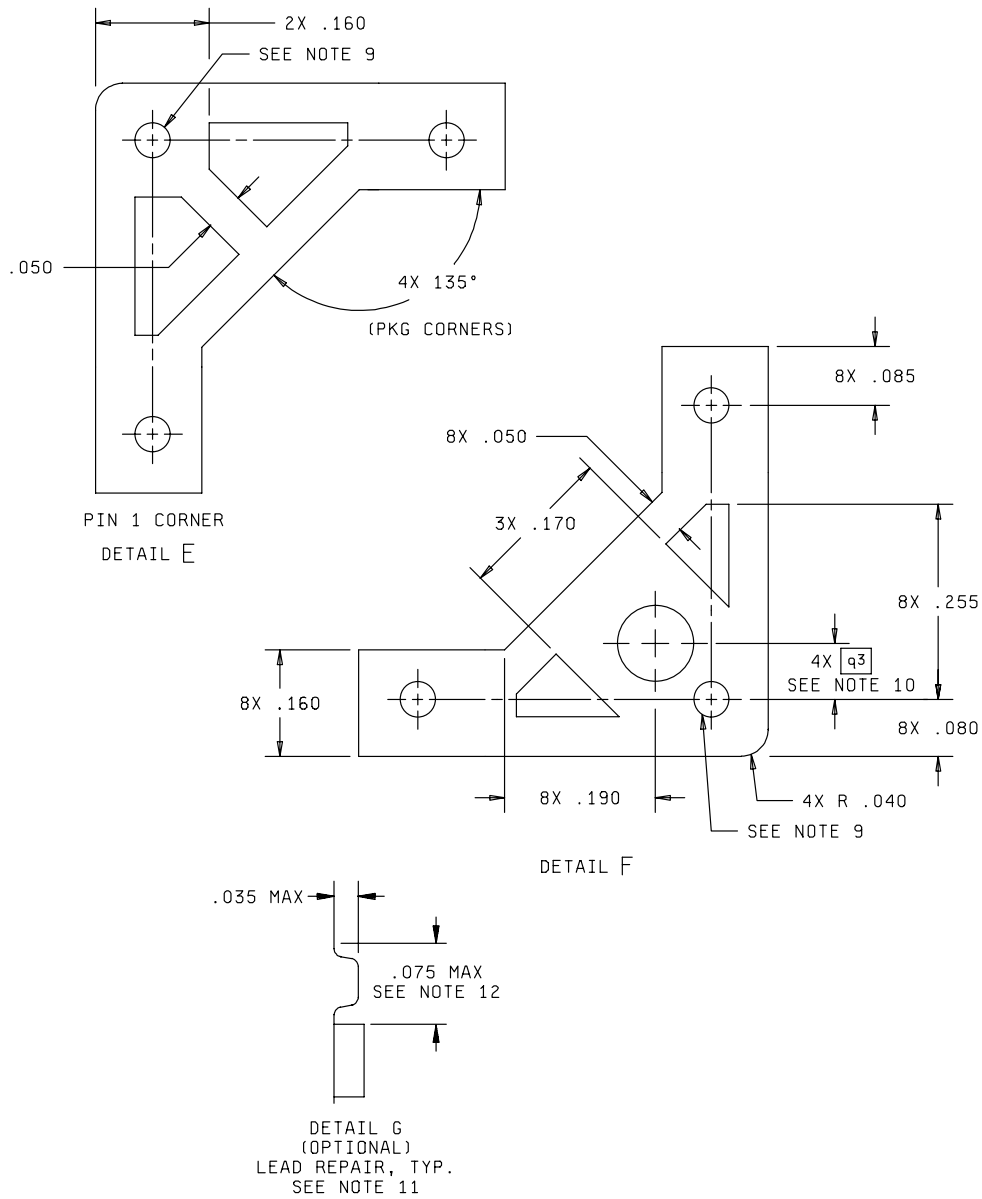 2X .160
SEE NOTE 9
.050
4X 135°
(PKG CORNERS)
PIN 1 CORNER
DETAIL E
8X .085
8X .050
3X .170
8X .255
4X q3
SEE NOTE 10
8X .160
8X .080
8X .190
4X R .040
SEE NOTE 9
DETAIL F
.035 MAX
.075 MAX
SEE NOTE 12
DETAIL G
(OPTIONAL)
LEAD REPAIR, TYP.
SEE NOTE 11